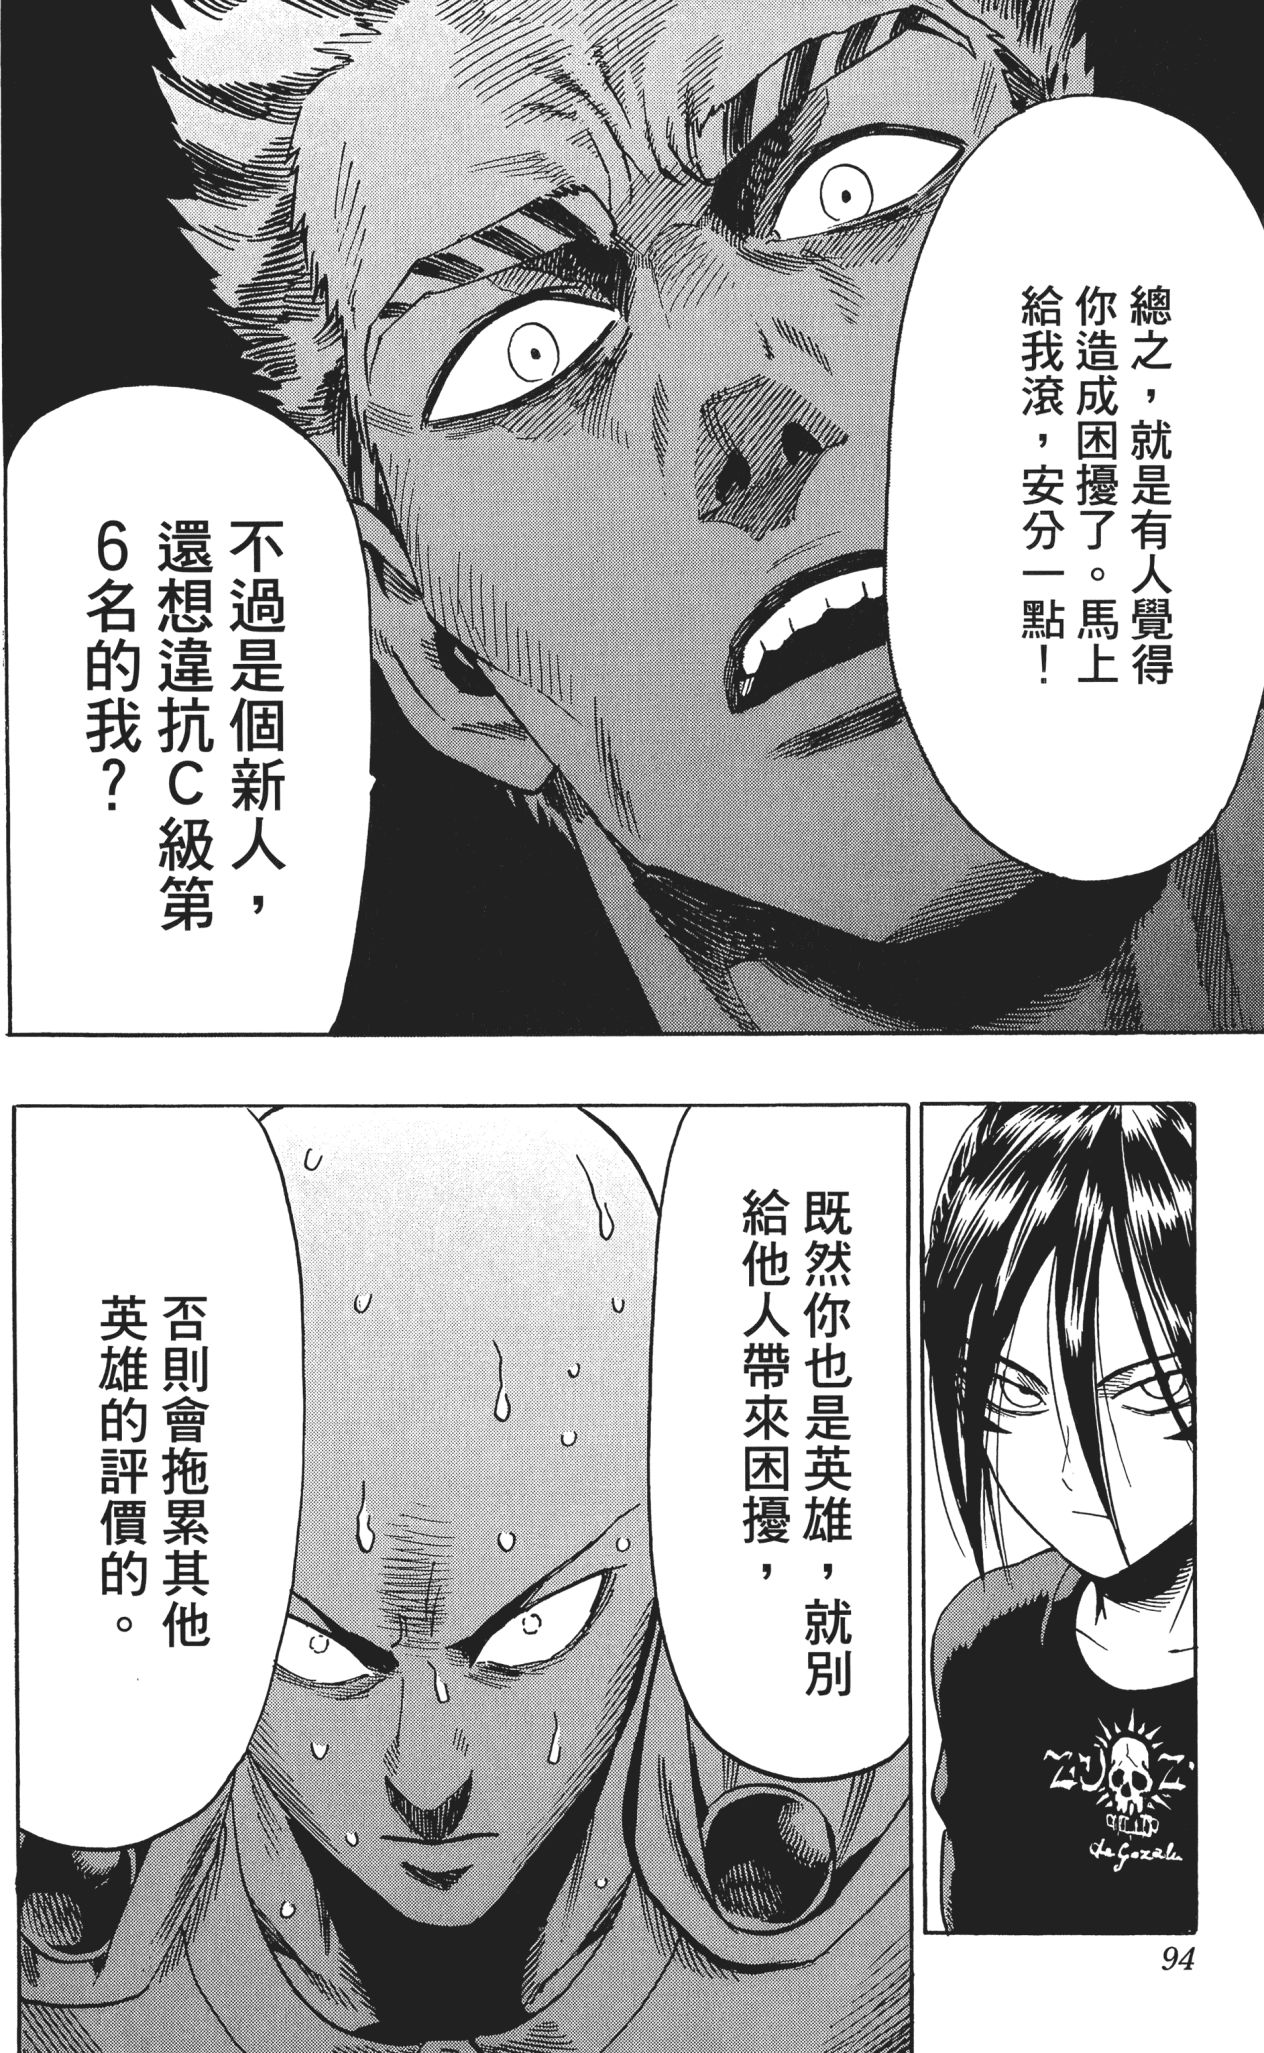 總之，就是有人覺得
你造成困擾了。馬上
給我滾，安分一點！
不過是個新人，
還想違抗C級第
6名的我？
ZUZ
de Gozalu
既然你也是英雄，就別
給他人帶來困擾，
否則會拖累其他
英雄的評價的。
94